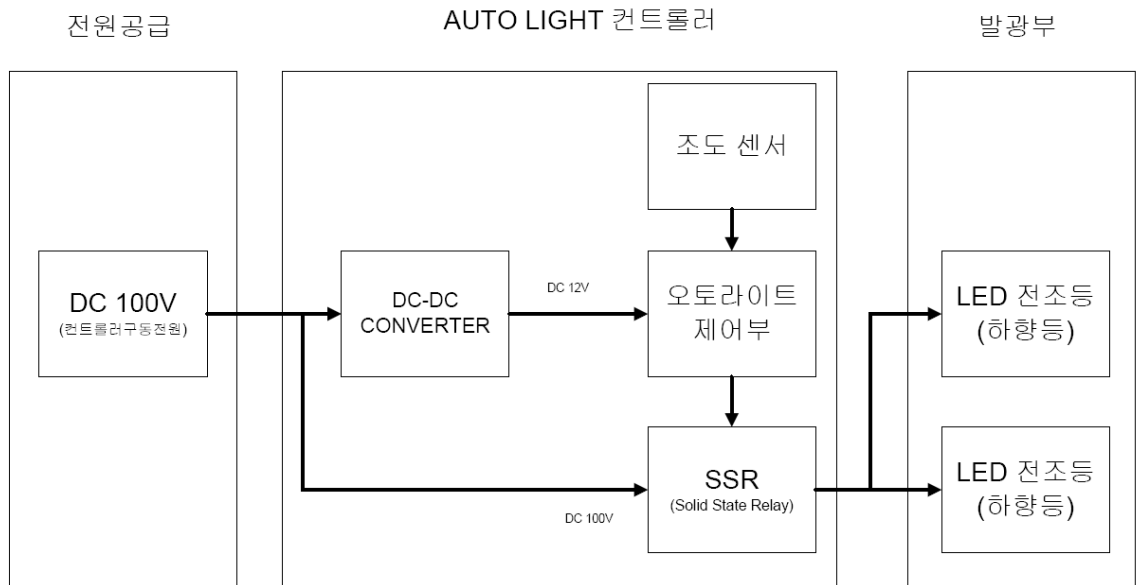 전원공급
AUTO LIGHT 컨트롤러
발광부
조도 센서
DC 100V
(컨트롤러구동전원)
DC-DC
CONVERTER
DC 12V
오토라이트
제어부
LED 전조등
(하향등)
SSR
(Solid State Relay)
DC 100V
LED 전조등
(하향등)